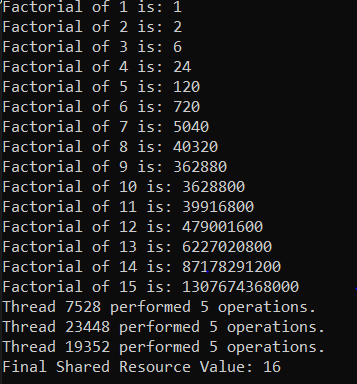 Factorial of 1 is: 1
Factorial of 2 is: 2
Factorial of 3 is: 6
Factorial of 4 is: 24
Factorial of 5 is: 120
Factorial of 6 is: 720
Factorial of 7 is: 5040
Factorial of 8 is: 40320
Factorial of 9 is: 362880
Factorial of 10 is: 3628800
Factorial of 11 is: 39916800
Factorial of 12 is: 479001600
Factorial of 13 is: 6227020800
Factorial of 14 is: 87178291200
Factorial of 15 is: 1307674368000
Thread 7528 performed 5 operations.
Thread 23448 performed 5 operations.
Thread 19352 performed 5 operations.
Final Shared Resource Value: 16